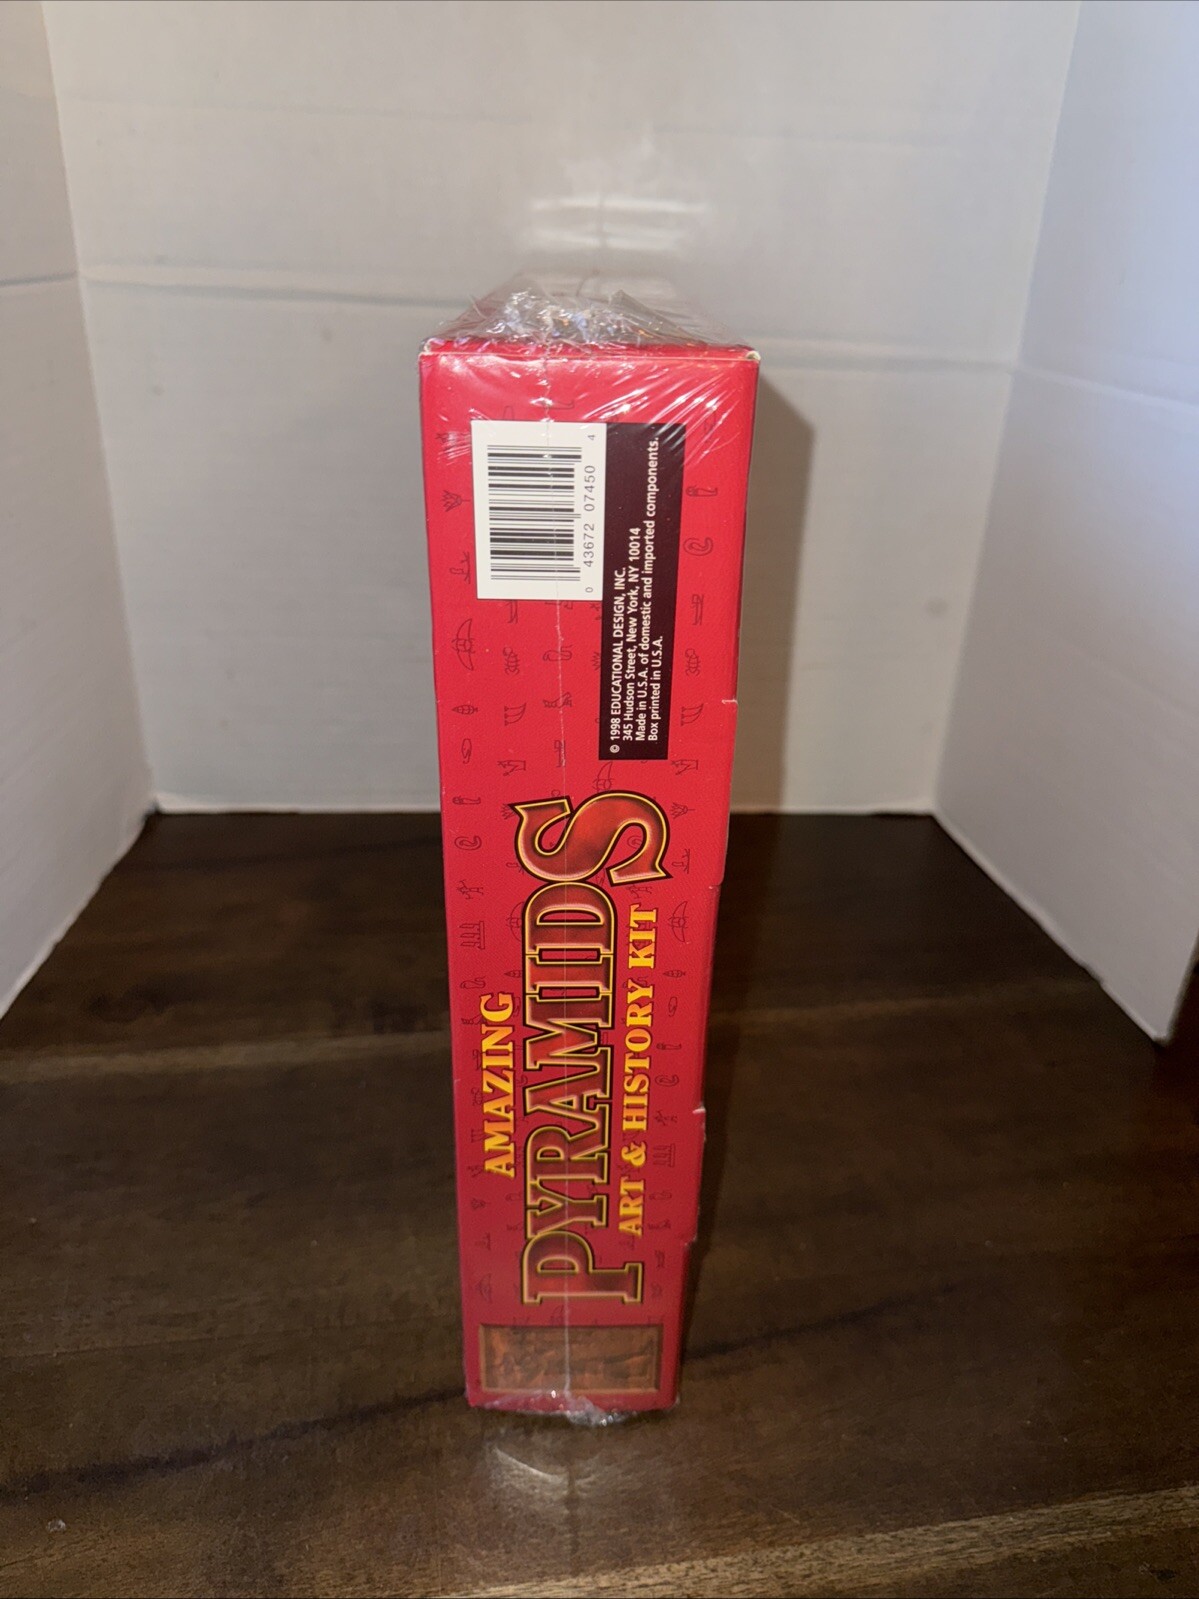 AMAZING
PYRAMIDS
ART & HISTORY KIT
0 43672 07450 4
© 1998 EDUCATIONAL DESIGN, INC.
345 Hudson Street, New York, NY 10014
Made in U.S.A. of domestic and imported components.
Box printed in U.S.A.